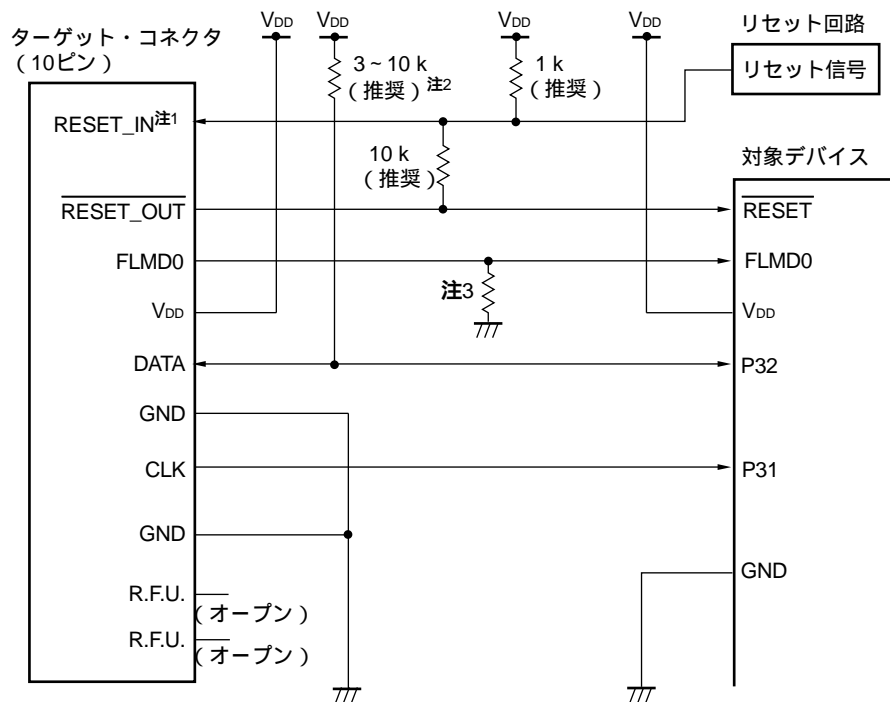 ターゲット・コネクタ
（10ピン）
VDD
VDD
VDD
VDD
リセット回路
リセット信号
3～10 k
（推奨）注2
1 k
（推奨）
RESET_IN注1
10 k
（推奨）
対象デバイス
RESET_OUT
RESET
FLMD0
FLMD0
注3
VDD
VDD
DATA
P32
GND
CLK
P31
GND
GND
R.F.U.
（オープン）
R.F.U.
（オープン）